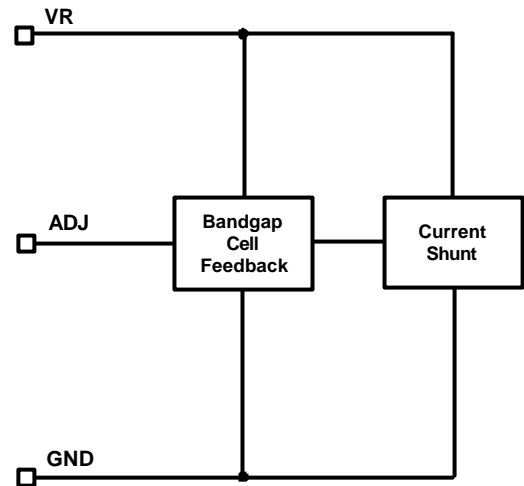 VR
ADJ
Bandgap
Cell
Feedback
Current
Shunt
GND